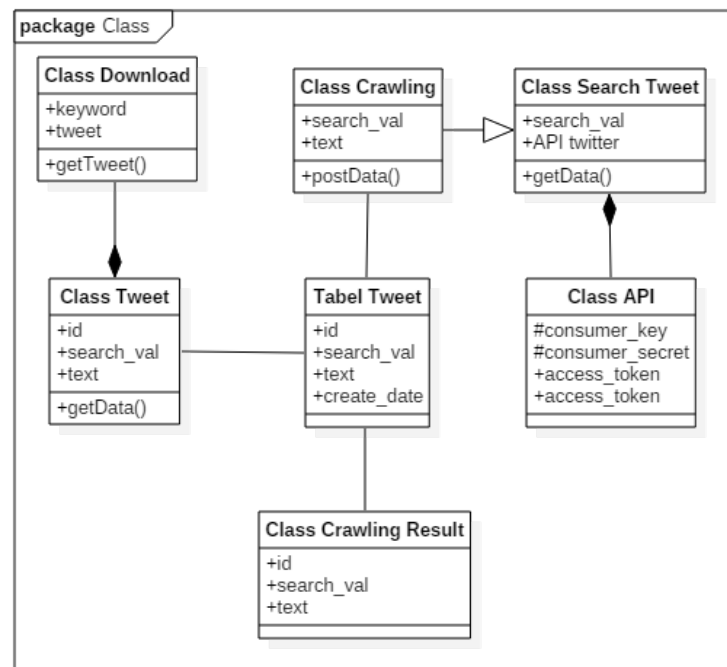 package Class
Class Download
+keyword
+tweet
+getTweet()
Class Crawling
+search_val
+text
+postData()
Class Search Tweet
+search_val
+API twitter
+getData()
Class Tweet
+id
+search_val
+text
+getData()
Tabel Tweet
+id
+search_val
+text
+create_date
Class API
#consumer_key
#consumer_secret
+access_token
+access_token
Class Crawling Result
+id
+search_val
+text